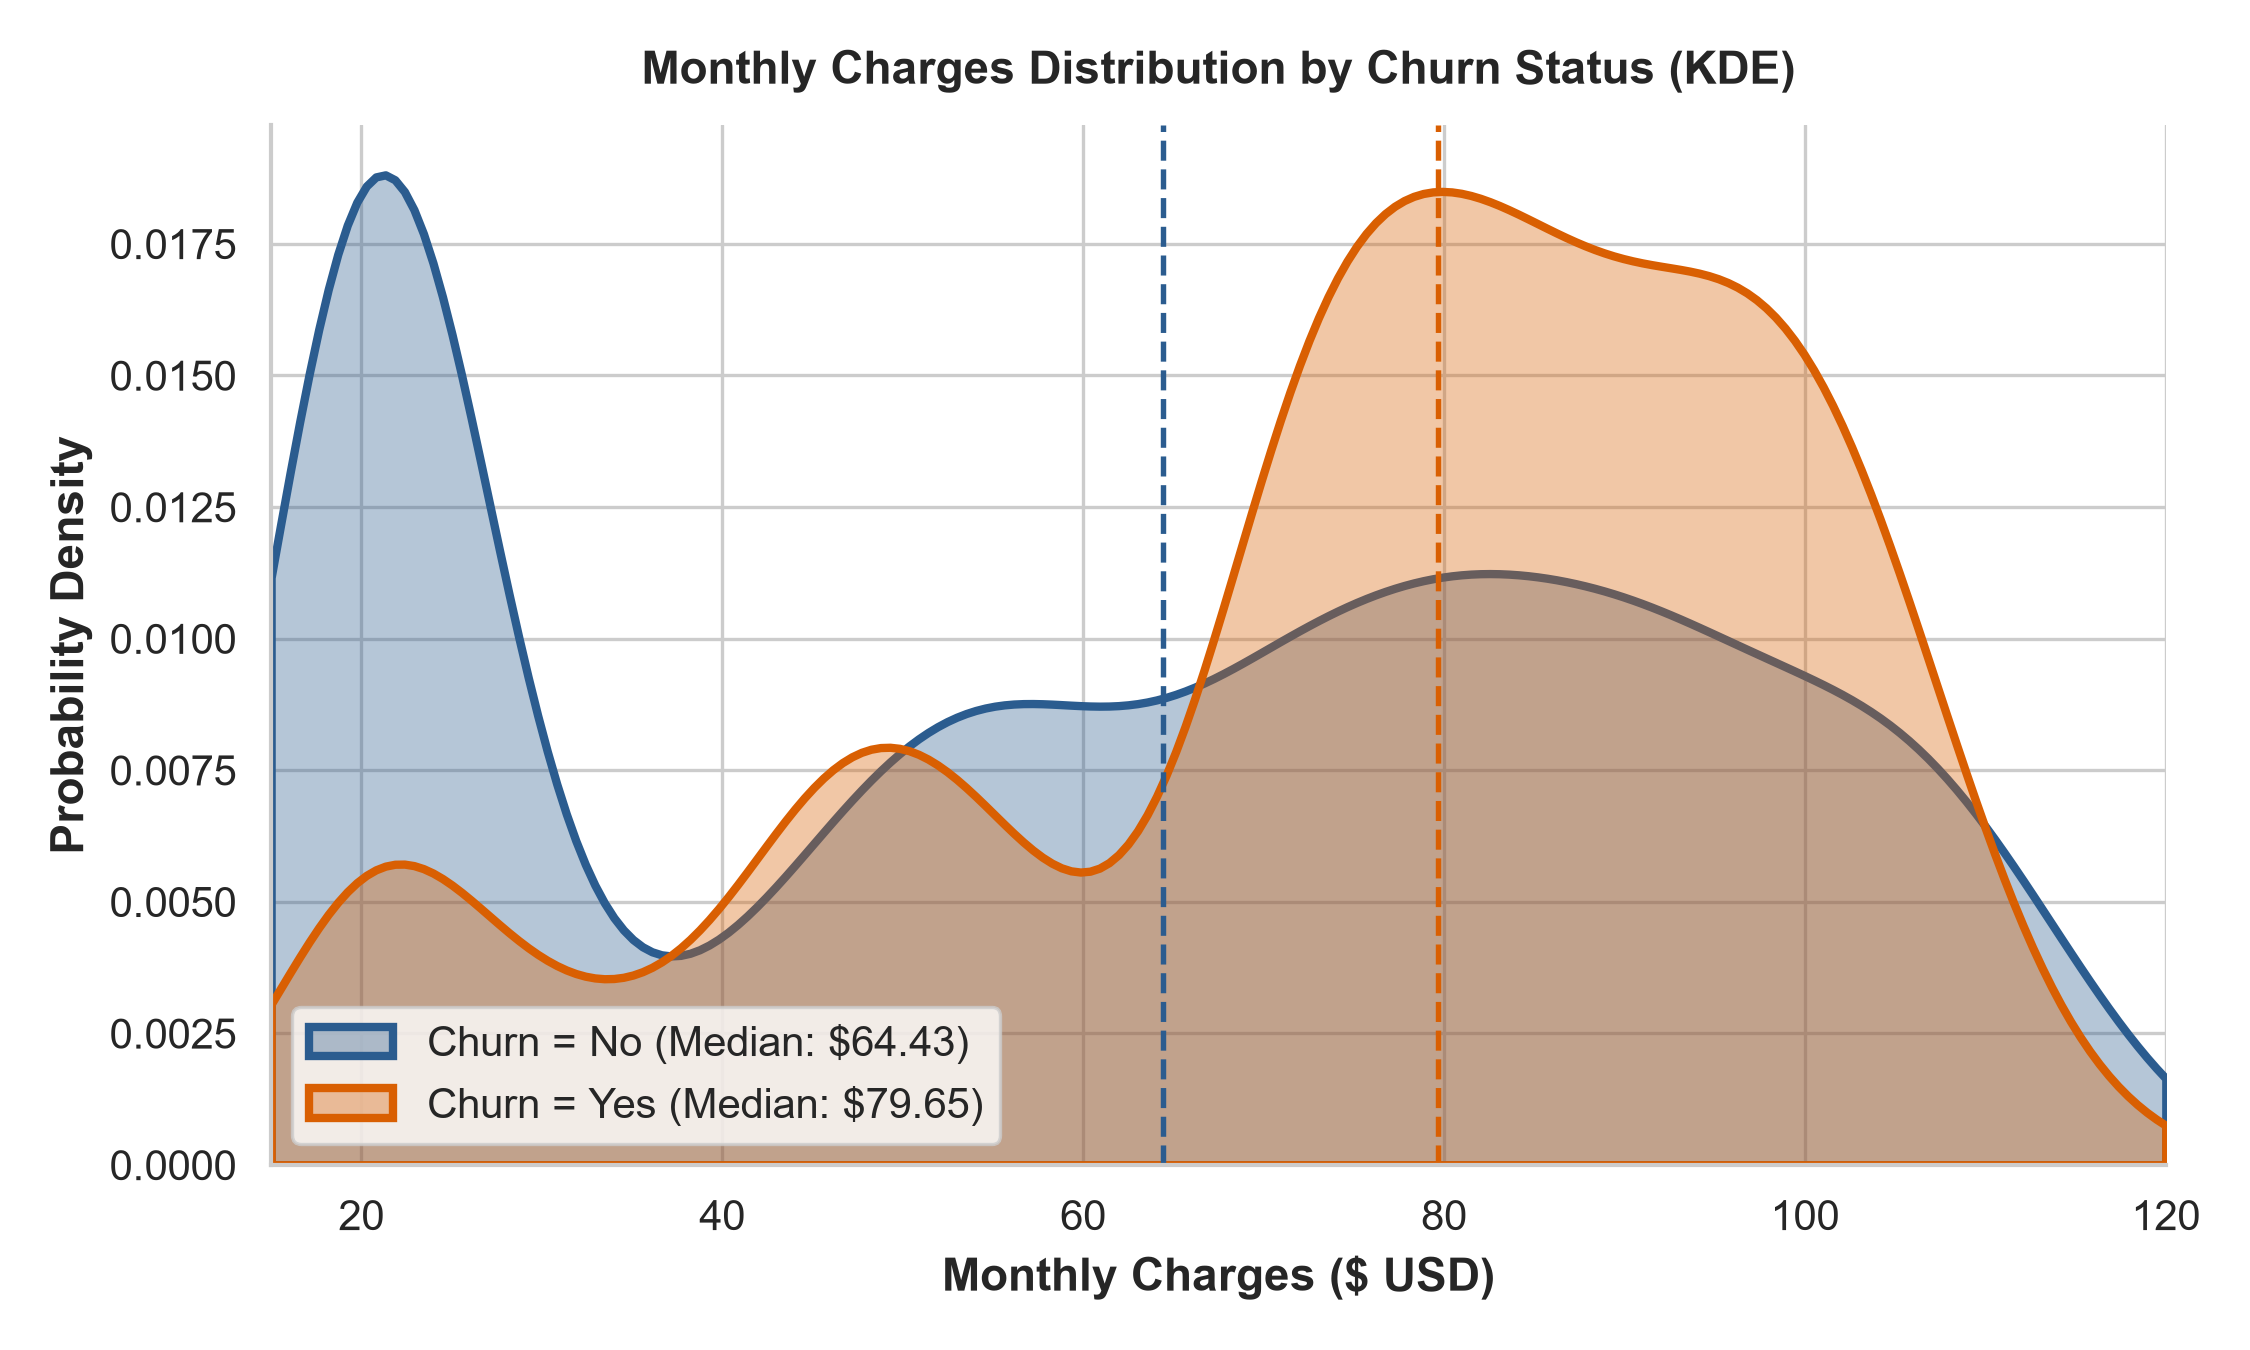 Monthly Charges Distribution by Churn Status (KDE)
Probability Density
0.0175
0.0150
0.0125
0.0100
0.0075
0.0050
0.0025
0.0000
Churn = No (Median: $64.43)
Churn = Yes (Median: $79.65)
20 40 60 80 100 120
Monthly Charges ($ USD)